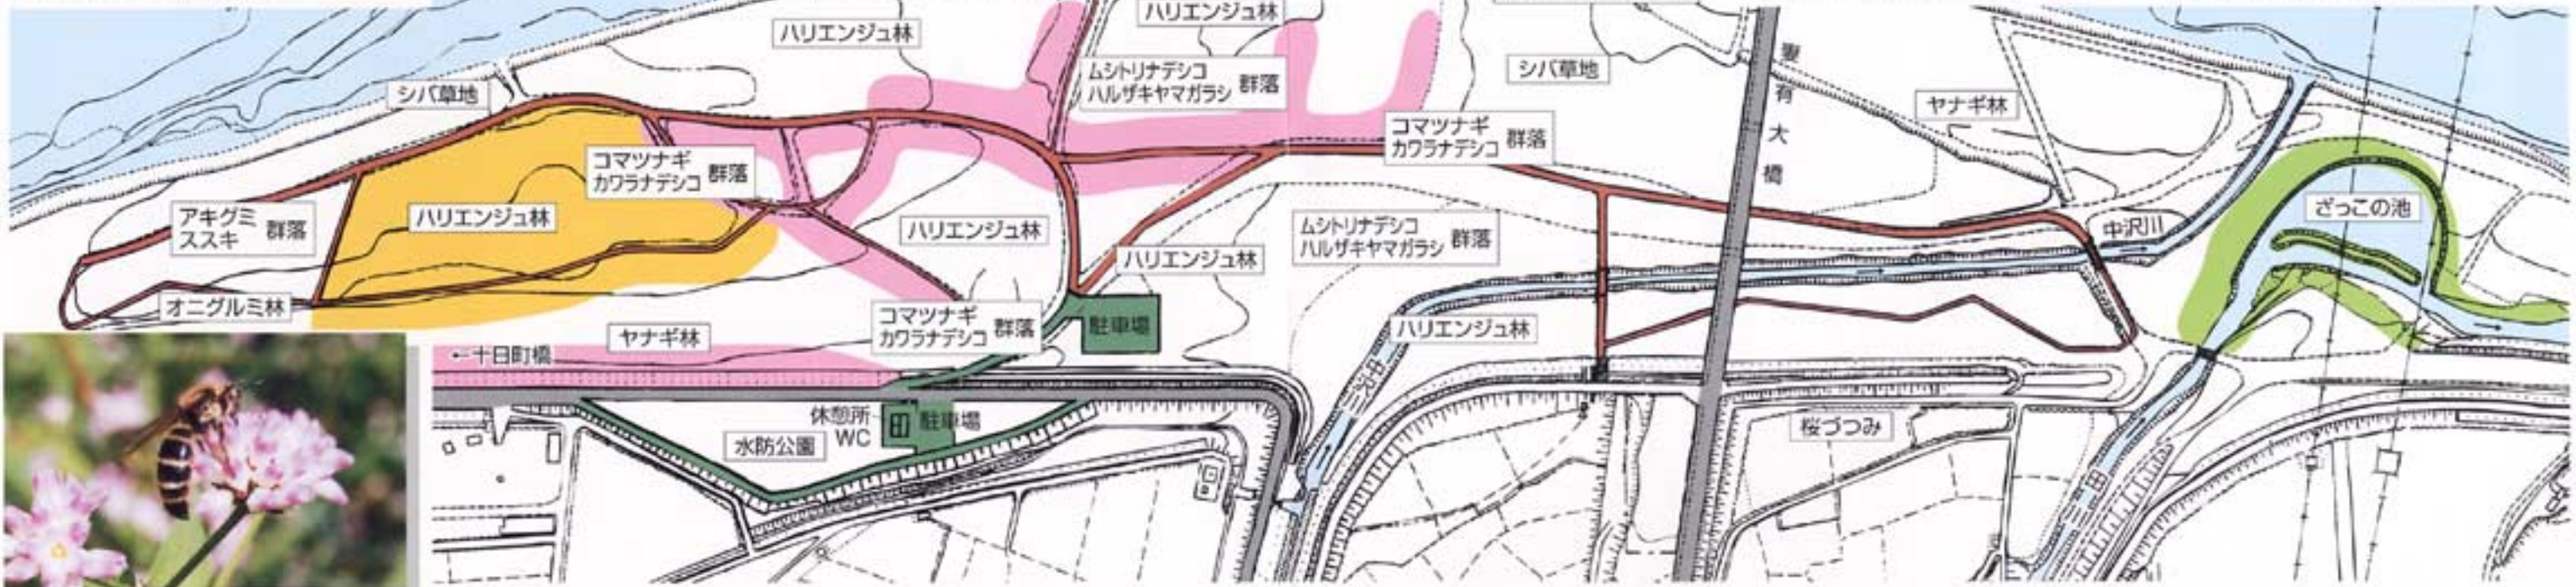 ハリエンジュ林
ハリエンジュ林
ムシトリナデシコ
ハルザキヤマガラシ 群落
シバ草地
妻有大橋
シバ草地
ヤナギ林
コマツナギ
カワラナデシコ 群落
コマツナギ
カワラナデシコ 群落
アキグミ
ススキ 群落
ハリエンジュ林
ハリエンジュ林
ムシトリナデシコ
ハルザキヤマガラシ 群落
中沢川
ざっこの池
ハリエンジュ林
オニグルミ林
コマツナギ
カワラナデシコ 群落
駐車場
ハリエンジュ林
ヤナギ林
←十日町橋
休憩所
WC
駐車場
水防公園
桜づつみ